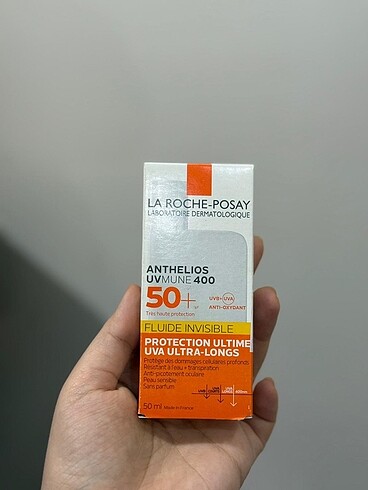 LA ROCHE-POSAY
LABORATOIRE DERMATOLOGIQUE
ANTHELIOS
UVMUNE 400
50+
UVB+UVA
ANTI-OXYDANT
Très haute protection
FLUIDE INVISIBLE
PROTECTION ULTIME
UVA ULTRA-LONGS
Protège des dommages cellulaires profonds
Résistant à l'eau + transpiration
Anti-picotement oculaire
Peau sensible
Sans parfum
50 ml Made in France